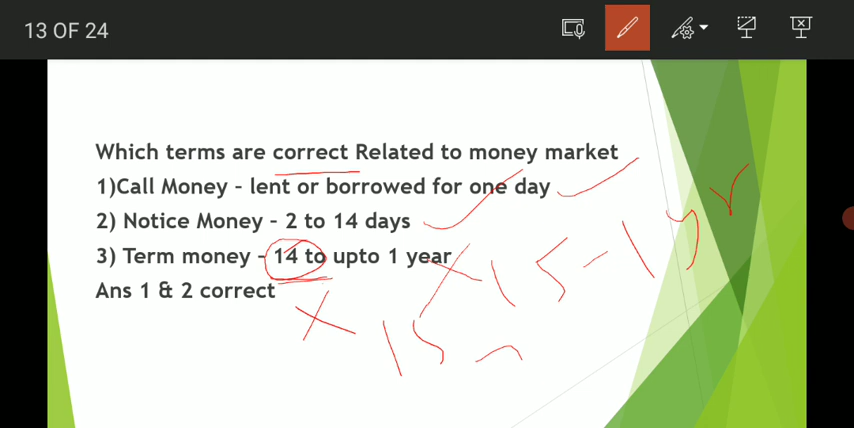 13 OF 24
Which terms are correct Related to money market
1)Call Money – lent or borrowed for one day
2) Notice Money – 2 to 14 days
3) Term money – 14 to upto 1 year
Ans 1 & 2 correct